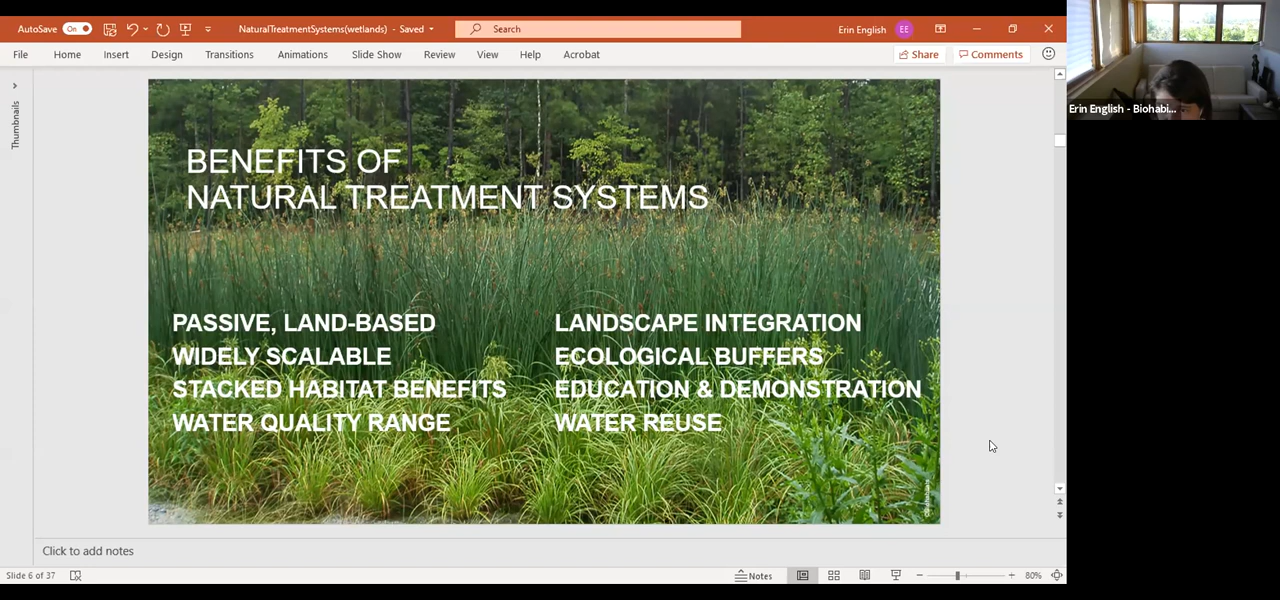 AutoSave On NaturalTreatmentSystems(wetlands) - Saved Search Erin English EE
File Home Insert Design Transitions Animations Slide Show Review View Help Acrobat Share Comments
Erin English - Biohabi...
Thumbnails
BENEFITS OF
NATURAL TREATMENT SYSTEMS
PASSIVE, LAND-BASED
WIDELY SCALABLE
STACKED HABITAT BENEFITS
WATER QUALITY RANGE
LANDSCAPE INTEGRATION
ECOLOGICAL BUFFERS
EDUCATION & DEMONSTRATION
WATER REUSE
Click to add notes
Slide 6 of 37 Notes 80%